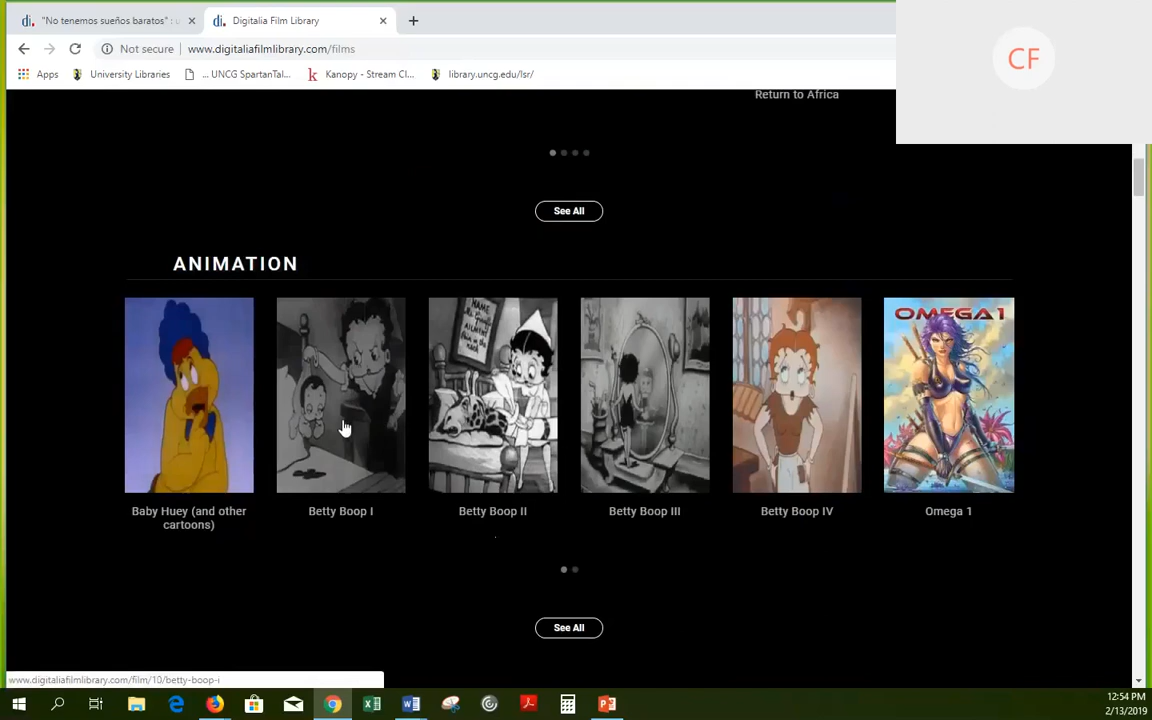 di. "No tenemos sueños baratos" : u × di. Digitalia Film Library × +
Not secure www.digitaliafilmlibrary.com/films
Apps University Libraries ... UNCG SpartanTal... k Kanopy - Stream Cl... library.uncg.edu/lsr/
CF
Return to Africa
See All
ANIMATION
OMEGA1
Baby Huey (and other
cartoons)
Betty Boop I
Betty Boop II
Betty Boop III
Betty Boop IV
Omega 1
See All
www.digitaliafilmlibrary.com/film/10/betty-boop-i
12:54 PM
2/13/2019